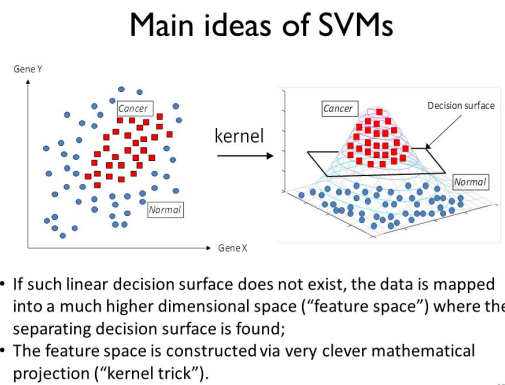 Main ideas of SVMs
Gene Y
Cancer
Normal
Gene X
kernel
Cancer
Decision surface
Normal
• If such linear decision surface does not exist, the data is mapped
into a much higher dimensional space (“feature space”) where the
separating decision surface is found;
• The feature space is constructed via very clever mathematical
projection (“kernel trick”).